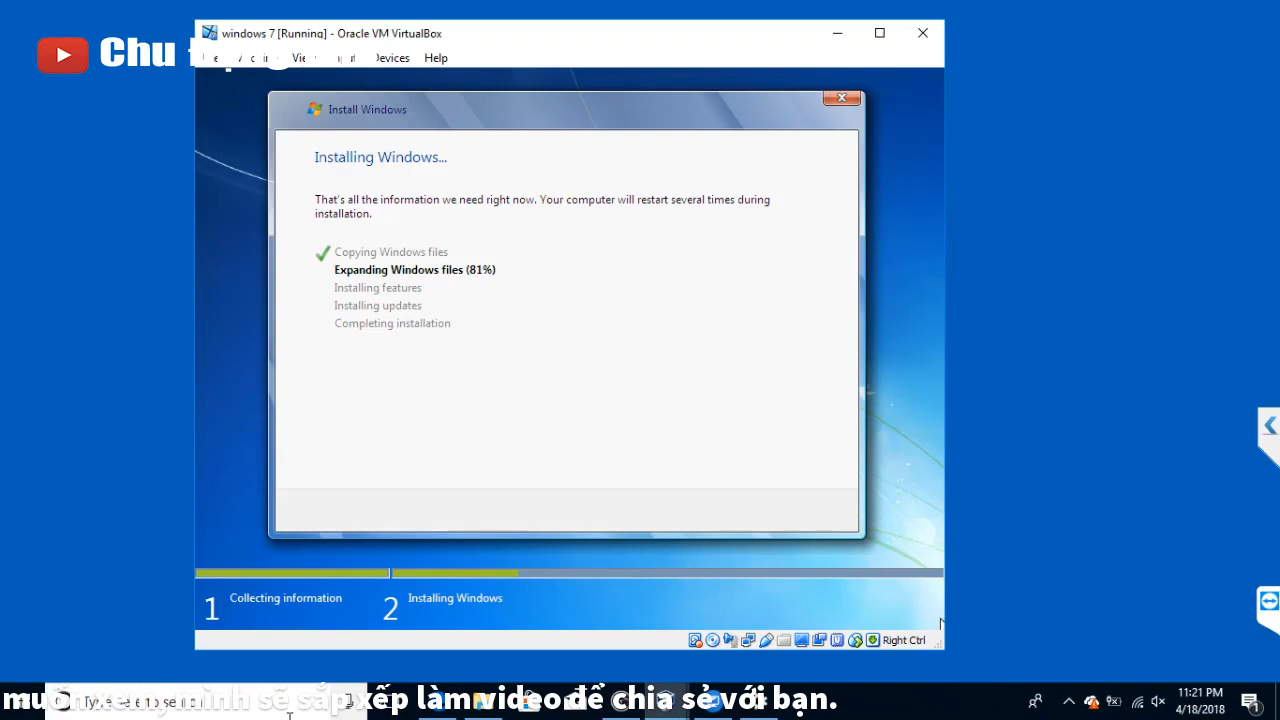 windows 7 [Running] - Oracle VM VirtualBox
Chu
Devices
Help
Install Windows
Installing Windows...
That's all the information we need right now. Your computer will restart several times during
installation.
Copying Windows files
Expanding Windows files (81%)
Installing features
Installing updates
Completing installation
1 Collecting information
2 Installing Windows
Right Ctrl
muốn xem, mình sẽ sắp xếp làm video để chia sẻ với bạn.
11:21 PM
4/18/2018
1